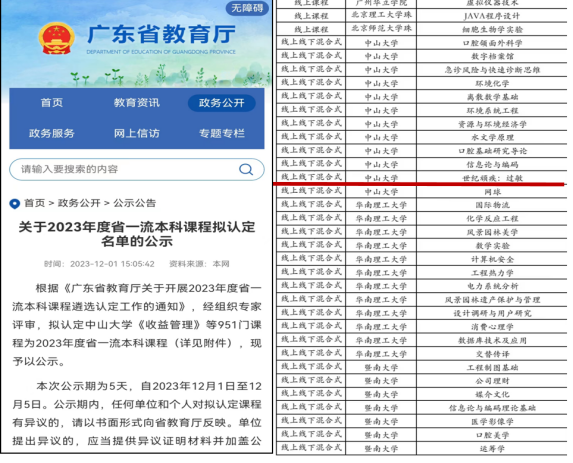 无障碍
广东省教育厅
DEPARTMENT OF EDUCATION OF GUANGDONG PROVINCE
首页 教育资讯 政务公开
政务服务 网上信访 专题专栏
请输入要搜索的内容
首页 > 政务公开 > 公示公告
关于2023年度省一流本科课程拟认定
名单的公示
时间：2023-12-01 15:05:42 资料来源：本网
根据《广东省教育厅关于开展2023年度省一
流本科课程遴选认定工作的通知》，经组织专家
评审，拟认定中山大学《收益管理》等951门课
程为2023年度省一流本科课程（详见附件），现
予以公示。
本次公示期为5天，自2023年12月1日至12
月5日。公示期内，任何单位和个人对拟认定课程
有异议的，请以书面形式向省教育厅反映。单位
提出异议的，应当提供异议证明材料并加盖公
线上课程 广州华立学院 虚拟仪器技术
线上课程 北京理工大学珠 JAVA程序设计
线上课程 北京师范大学珠 细胞生物学实验
线上线下混合式 中山大学 口腔颌面外科学
线上线下混合式 中山大学 数字档案馆
线上线下混合式 中山大学 急诊风险与快速诊断思维
线上线下混合式 中山大学 环境化学
线上线下混合式 中山大学 离散数学基础
线上线下混合式 中山大学 环境系统工程
线上线下混合式 中山大学 资源与环境经济学
线上线下混合式 中山大学 水文学原理
线上线下混合式 中山大学 口腔基础研究导论
线上线下混合式 中山大学 信息论与编码
线上线下混合式 中山大学 世纪顽疾：过敏
线上线下混合式 中山大学 网球
线上线下混合式 华南理工大学 国际物流
线上线下混合式 华南理工大学 化学反应工程
线上线下混合式 华南理工大学 风景园林美学
线上线下混合式 华南理工大学 数学实验
线上线下混合式 华南理工大学 计算机安全
线上线下混合式 华南理工大学 工程热力学
线上线下混合式 华南理工大学 电力系统分析
线上线下混合式 华南理工大学 风景园林遗产保护与管理
线上线下混合式 华南理工大学 设计调研与用户研究
线上线下混合式 华南理工大学 消费心理学
线上线下混合式 华南理工大学 数据库技术及应用
线上线下混合式 华南理工大学 交替传译
线上线下混合式 暨南大学 工程制图基础
线上线下混合式 暨南大学 公司理财
线上线下混合式 暨南大学 媒介文化
线上线下混合式 暨南大学 信息论与编码理论基础
线上线下混合式 暨南大学 医学影像学
线上线下混合式 暨南大学 口腔美学
线上线下混合式 暨南大学 运筹学